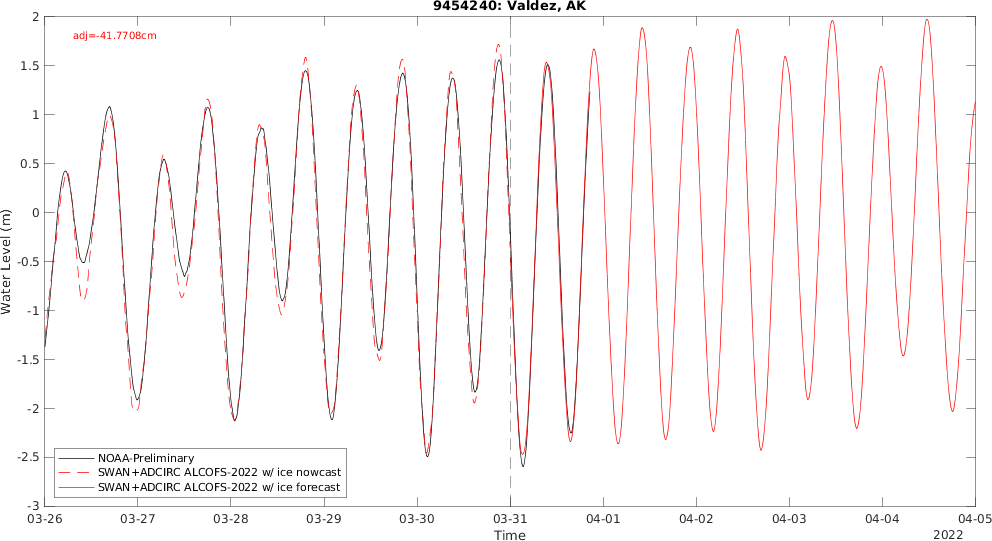 9454240: Valdez, AK
adj=-41.7708cm
2
1.5
1
0.5
0
-0.5
-1
-1.5
-2
-2.5
-3
Water Level (m)
NOAA-Preliminary
SWAN+ADCIRC ALCOFS-2022 w/ ice nowcast
SWAN+ADCIRC ALCOFS-2022 w/ ice forecast
03-26 03-27 03-28 03-29 03-30 03-31 04-01 04-02 04-03 04-04 04-05
Time
2022